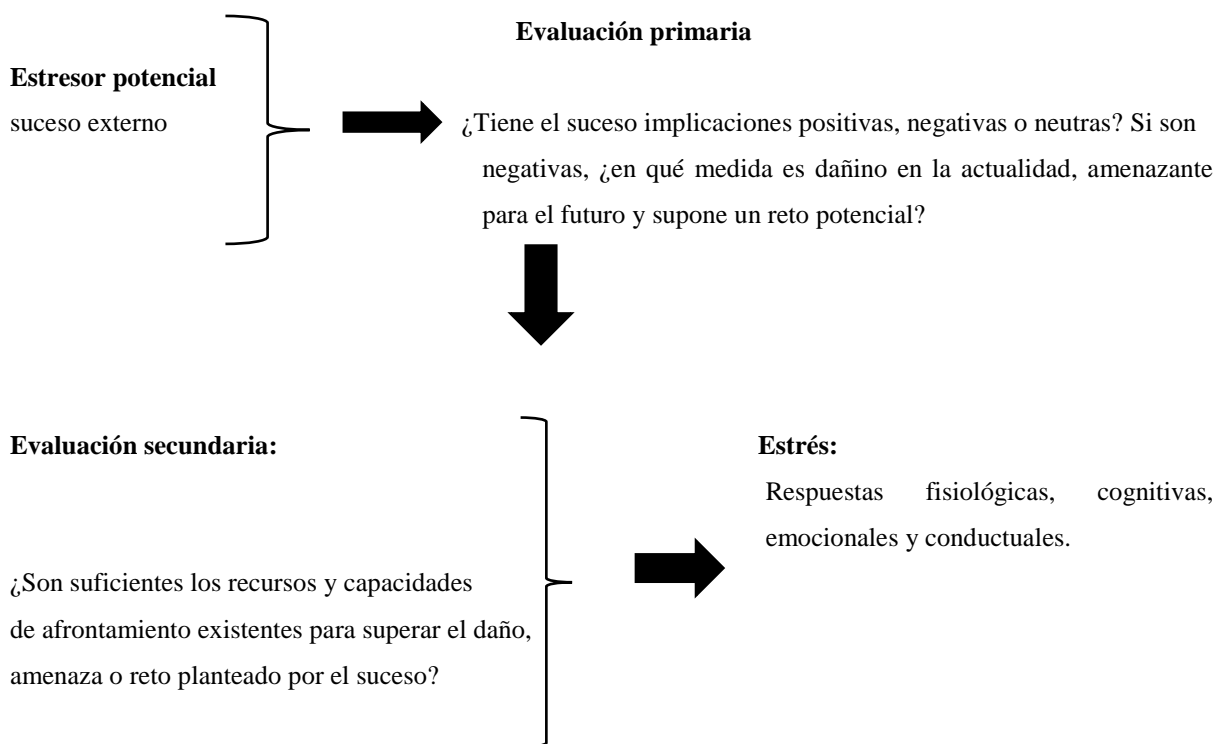 Evaluación primaria
Estresor potencial
suceso externo
¿Tiene el suceso implicaciones positivas, negativas o neutras? Si son
negativas, ¿en qué medida es dañino en la actualidad, amenazante
para el futuro y supone un reto potencial?
Evaluación secundaria:
¿Son suficientes los recursos y capacidades
de afrontamiento existentes para superar el daño,
amenaza o reto planteado por el suceso?
Estrés:
Respuestas fisiológicas, cognitivas,
emocionales y conductuales.